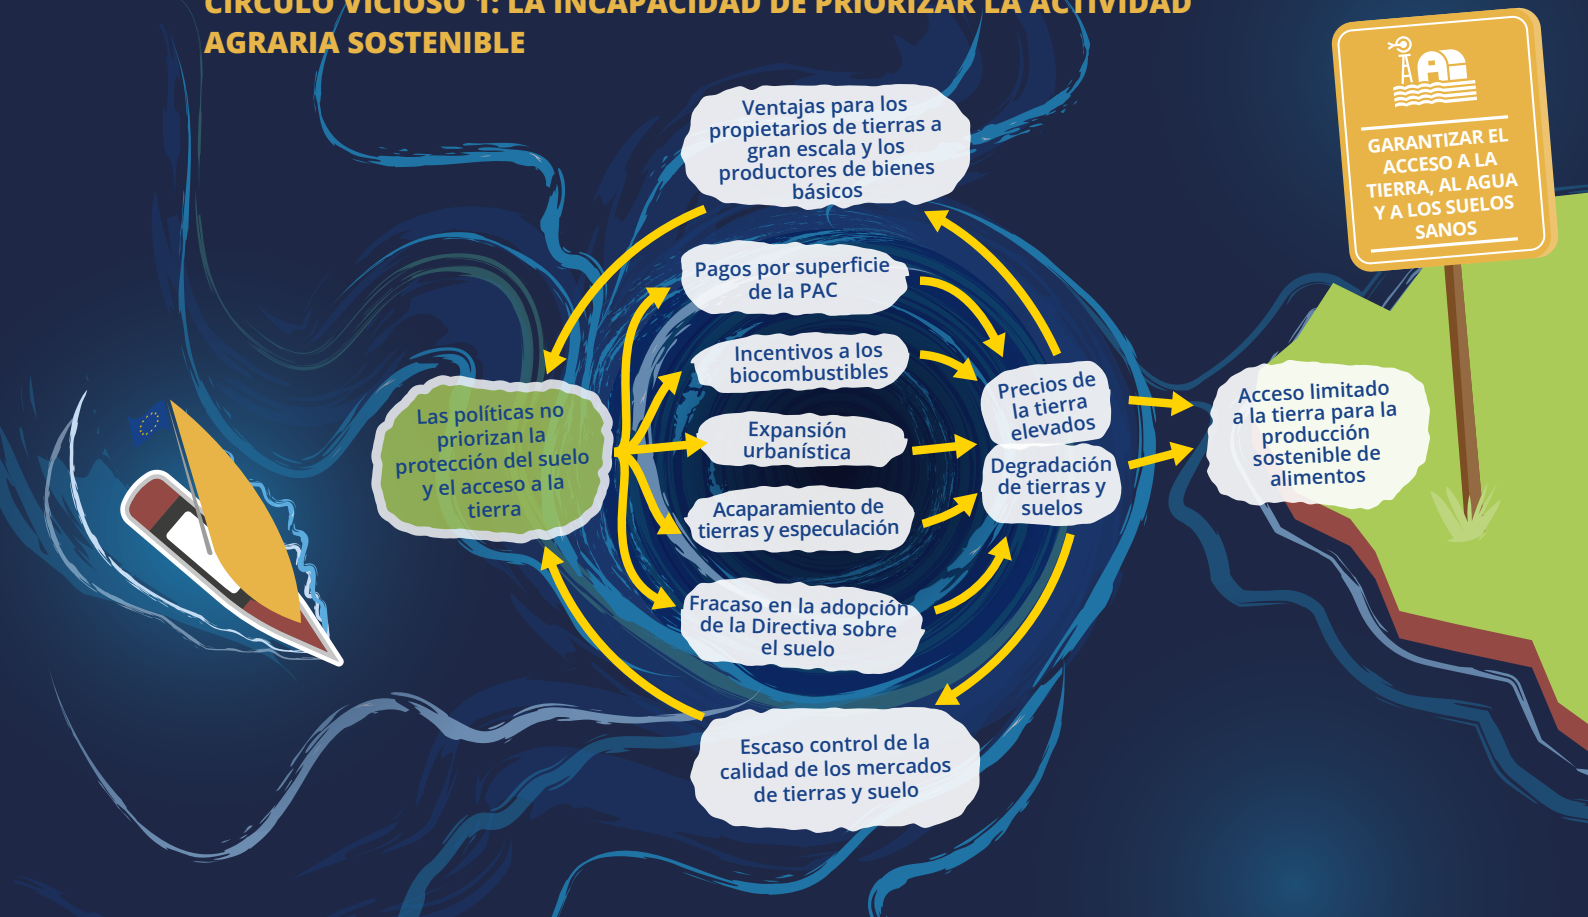 CÍRCULO VICIOSO 1: LA INCAPACIDAD DE PRIORIZAR LA ACTIVIDAD
AGRARIA SOSTENIBLE
GARANTIZAR EL
ACCESO A LA
TIERRA, AL AGUA
Y A LOS SUELOS
SANOS
Ventajas para los
propietarios de tierras a
gran escala y los
productores de bienes
básicos
Pagos por superficie
de la PAC
Incentivos a los
biocombustibles
Expansión
urbanística
Acaparamiento de
tierras y especulación
Fracaso en la adopción
de la Directiva sobre
el suelo
Las políticas no
priorizan la
protección del suelo
y el acceso a la
tierra
Precios de
la tierra
elevados
Degradación
de tierras y
suelos
Acceso limitado
a la tierra para la
producción
sostenible de
alimentos
Escaso control de la
calidad de los mercados
de tierras y suelo